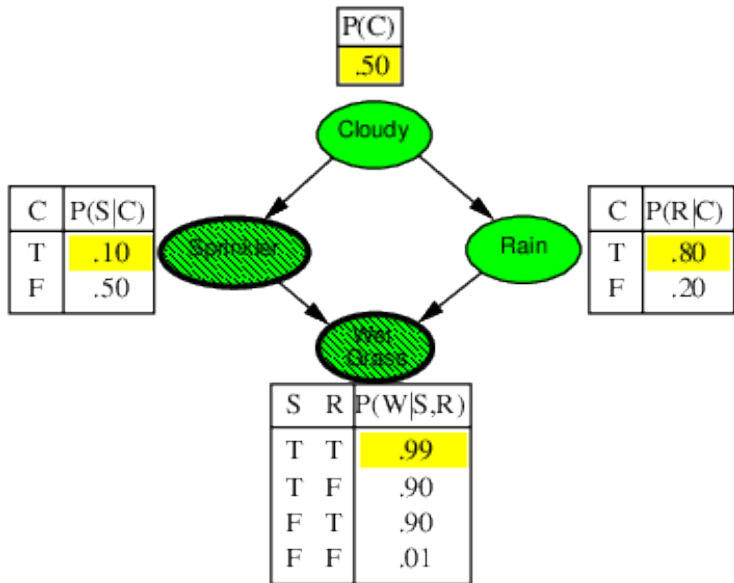 P(C)
.50
Cloudy
C P(S|C)
T .10
F .50
Sprinkler
Rain
C P(R|C)
T .80
F .20
Wet
Grass
S R P(W|S,R)
T T .99
T F .90
F T .90
F F .01